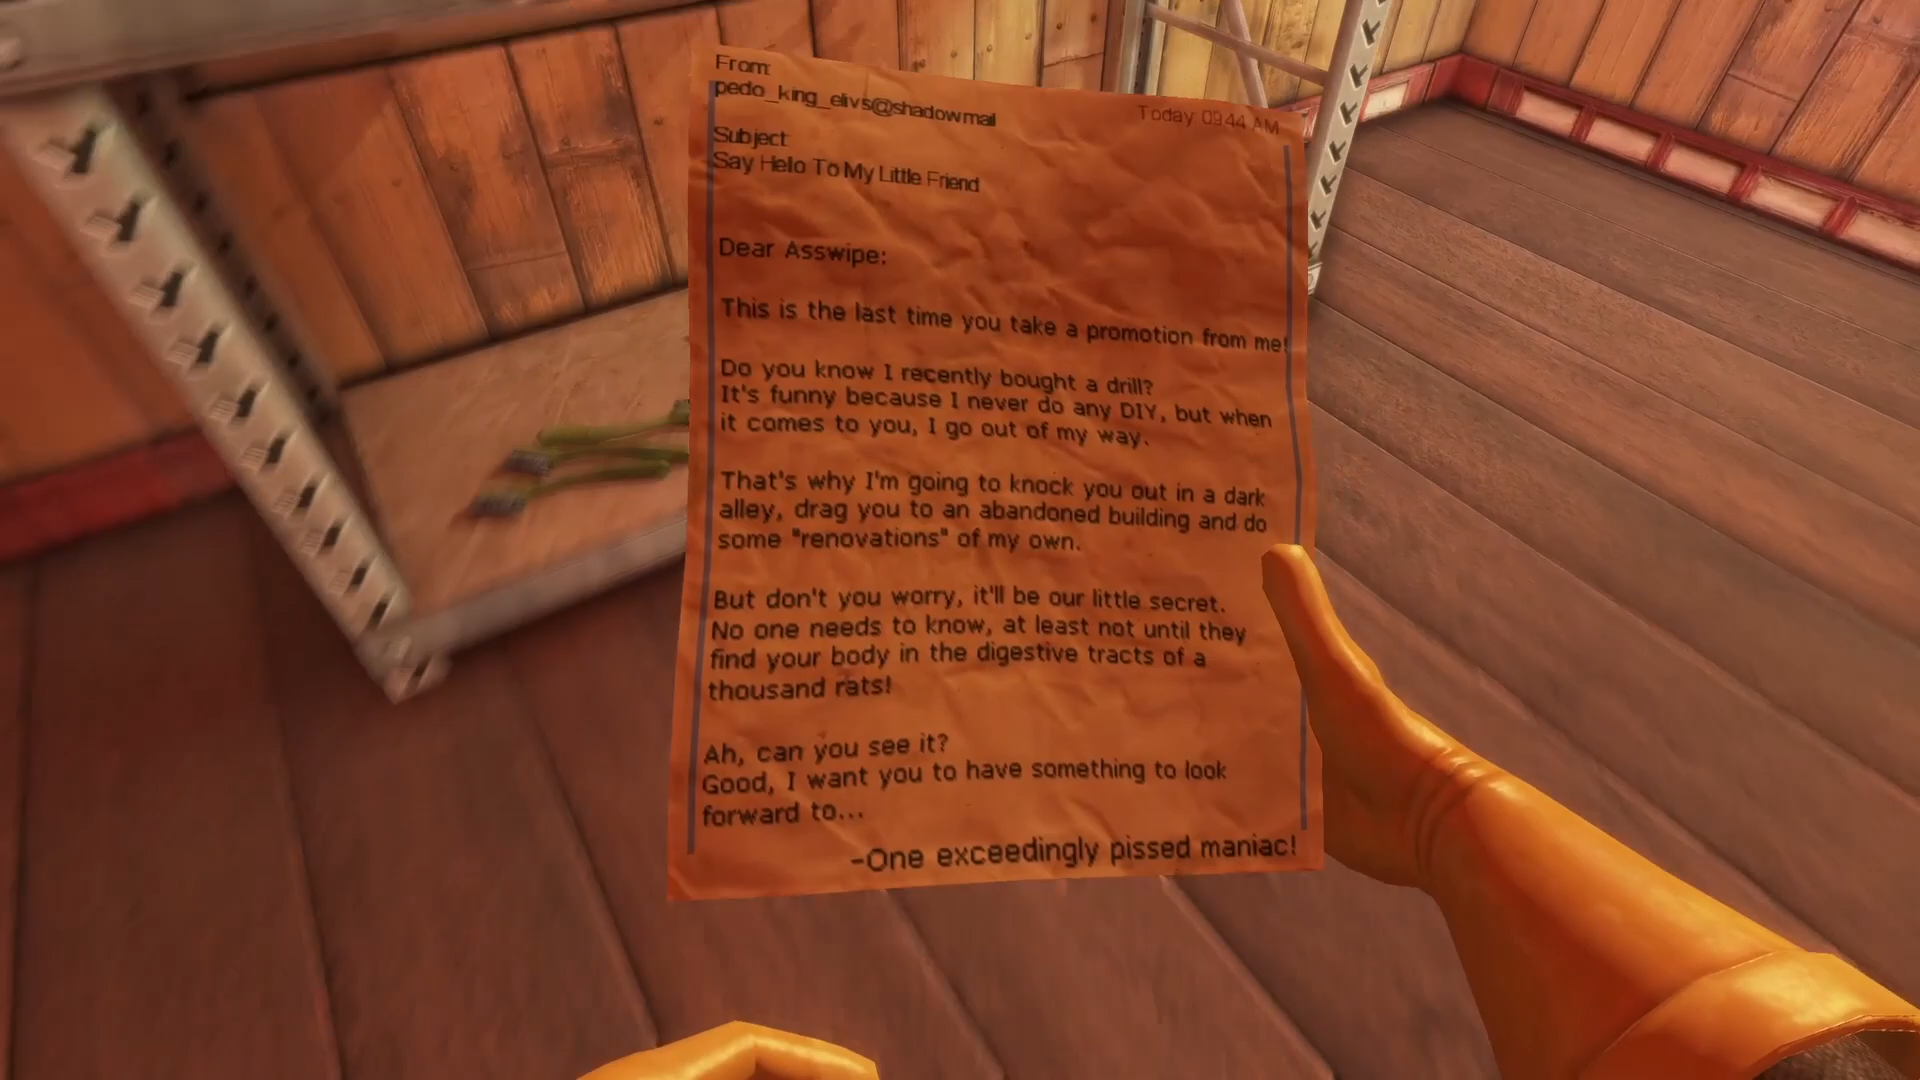 From:
pedo_king_elivs@shadowmail
Today: 09:44 AM
Subject:
Say Hello To My Little Friend
Dear Asswipe:
This is the last time you take a promotion from me!
Do you know I recently bought a drill?
It's funny because I never do any DIY, but when
it comes to you, I go out of my way.
That's why I'm going to knock you out in a dark
alley, drag you to an abandoned building and do
some "renovations" of my own.
But don't you worry, it'll be our little secret.
No one needs to know, at least not until they
find your body in the digestive tracts of a
thousand rats!
Ah, can you see it?
Good, I want you to have something to look
forward to...
-One exceedingly pissed maniac!